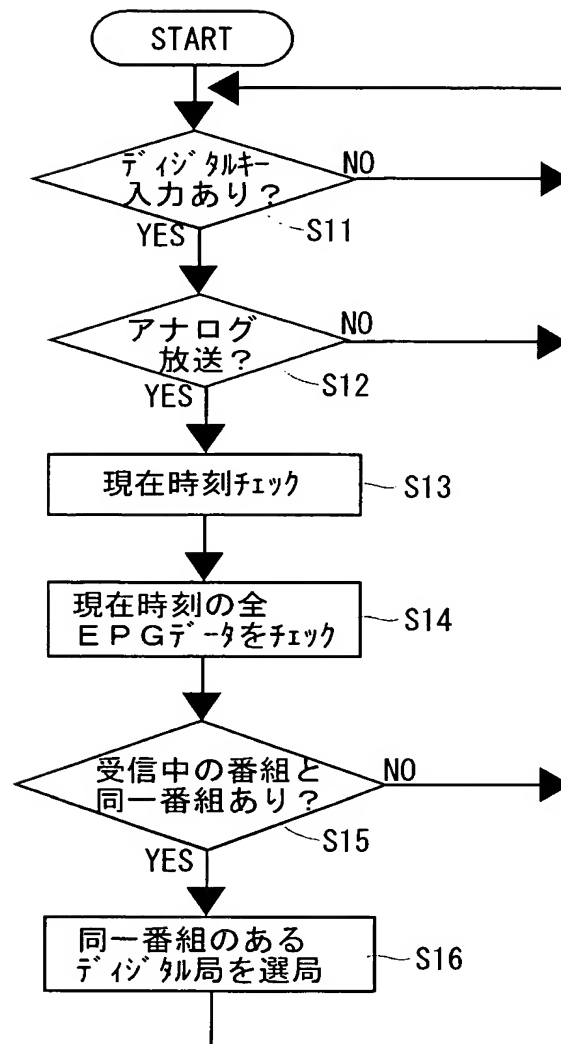 START
ディジタルキー
入力あり？
NO
YES
S11
アナログ
放送？
NO
YES
S12
現在時刻チェック
S13
現在時刻の全
ＥＰＧデータをチェック
S14
受信中の番組と
同一番組あり？
NO
YES
S15
同一番組のある
ディジタル局を選局
S16